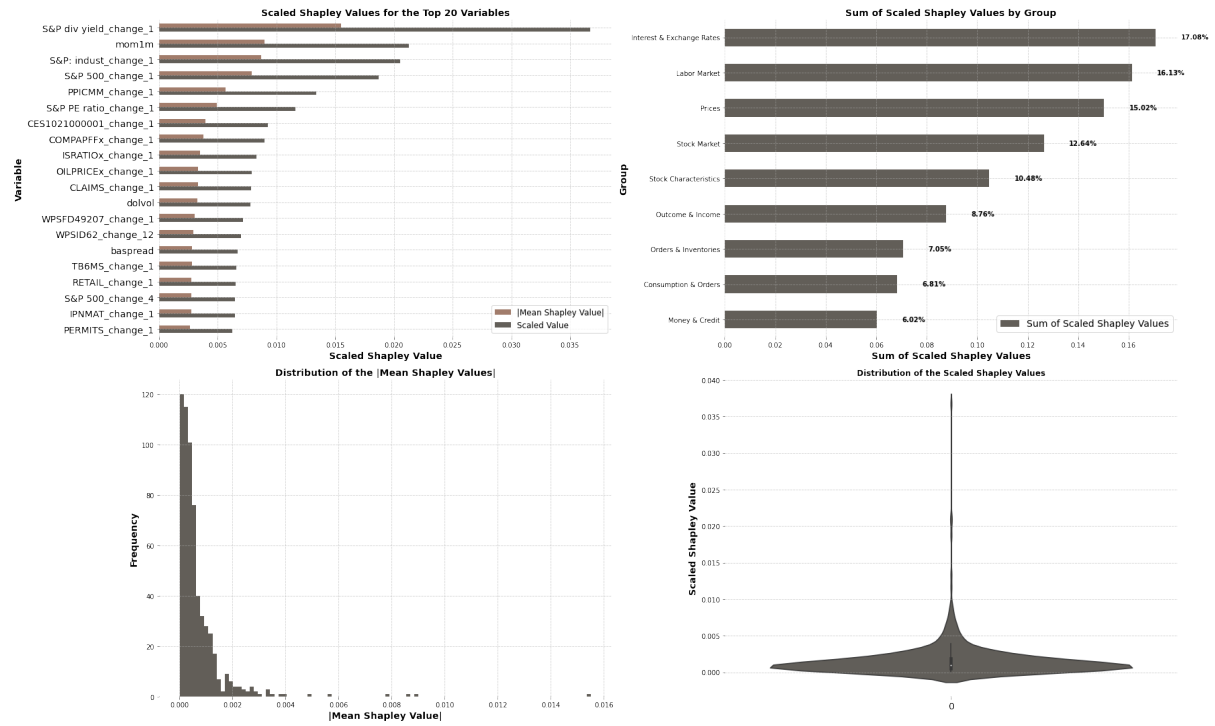 Scaled Shapley Values for the Top 20 Variables
Variable
S&P div yield_change_1
mom1m
S&P: indust_change_1
S&P 500_change_1
PPICMM_change_1
S&P PE ratio_change_1
CES1021000001_change_1
COMPAPFFx_change_1
ISRATIOx_change_1
OILPRICEx_change_1
CLAIMS_change_1
dolvol
WPSFD49207_change_1
WPSID62_change_12
baspread
TB6MS_change_1
RETAIL_change_1
S&P 500_change_4
IPNMAT_change_1
PERMITS_change_1
|Mean Shapley Value|
Scaled Value
0.000 0.005 0.010 0.015 0.020 0.025 0.030 0.035
Scaled Shapley Value
Sum of Scaled Shapley Values by Group
Group
Interest & Exchange Rates 17.08%
Labor Market 16.13%
Prices 15.02%
Stock Market 12.64%
Stock Characteristics 10.48%
Outcome & Income 8.76%
Orders & Inventories 7.05%
Consumption & Orders 6.81%
Money & Credit 6.02%
Sum of Scaled Shapley Values
0.00 0.02 0.04 0.06 0.08 0.10 0.12 0.14 0.16
Sum of Scaled Shapley Values
Distribution of the |Mean Shapley Values|
Frequency
120
100
80
60
40
20
0
0.000 0.002 0.004 0.006 0.008 0.010 0.012 0.014 0.016
|Mean Shapley Value|
Distribution of the Scaled Shapley Values
Scaled Shapley Value
0.040
0.035
0.030
0.025
0.020
0.015
0.010
0.005
0.000
0